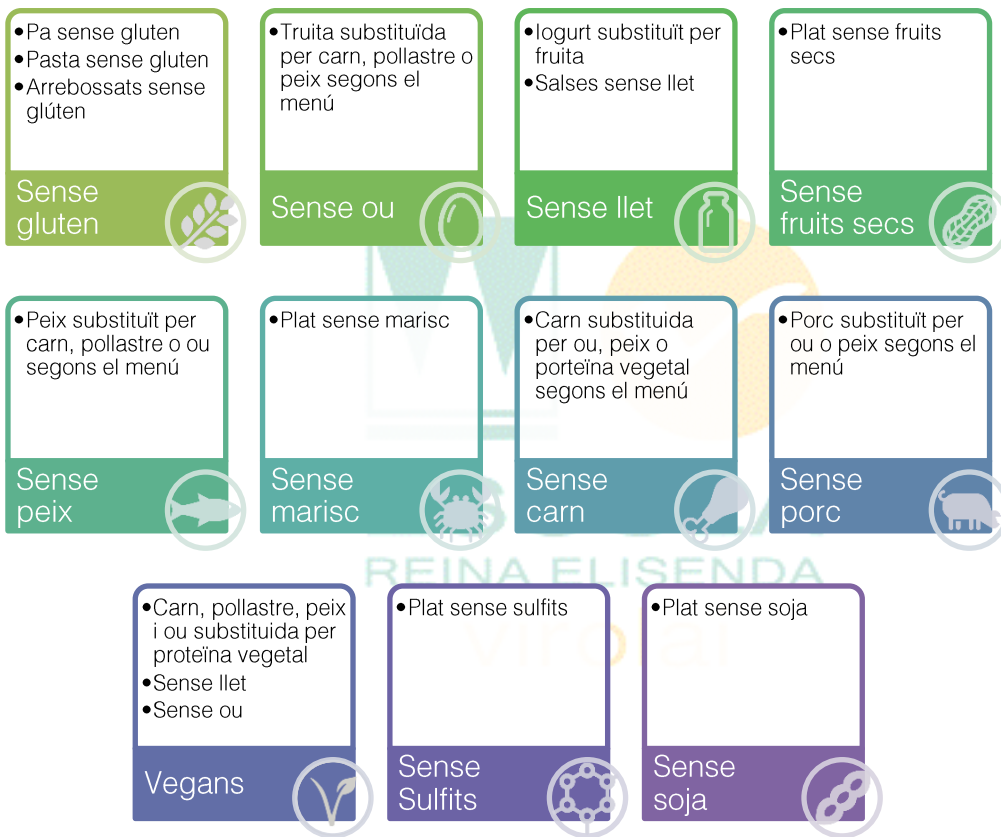 •Pa sense gluten
•Pasta sense gluten
•Arrebossats sense
glúten
Sense
gluten
•Truita substituïda
per carn, pollastre o
peix segons el
menú
Sense ou
•Iogurt substituït per
fruita
•Salses sense llet
Sense llet
•Plat sense fruits
secs
Sense
fruits secs
•Peix substituït per
carn, pollastre o ou
segons el menú
Sense
peix
•Plat sense marisc
Sense
marisc
•Carn substituida
per ou, peix o
porteïna vegetal
segons el menú
Sense
carn
•Porc substituït per
ou o peix segons el
menú
Sense
porc
REINA ELISENDA
virolai
•Carn, pollastre, peix
i ou substituida per
proteïna vegetal
•Sense llet
•Sense ou
Vegans
•Plat sense sulfits
Sense
Sulfits
•Plat sense soja
Sense
soja